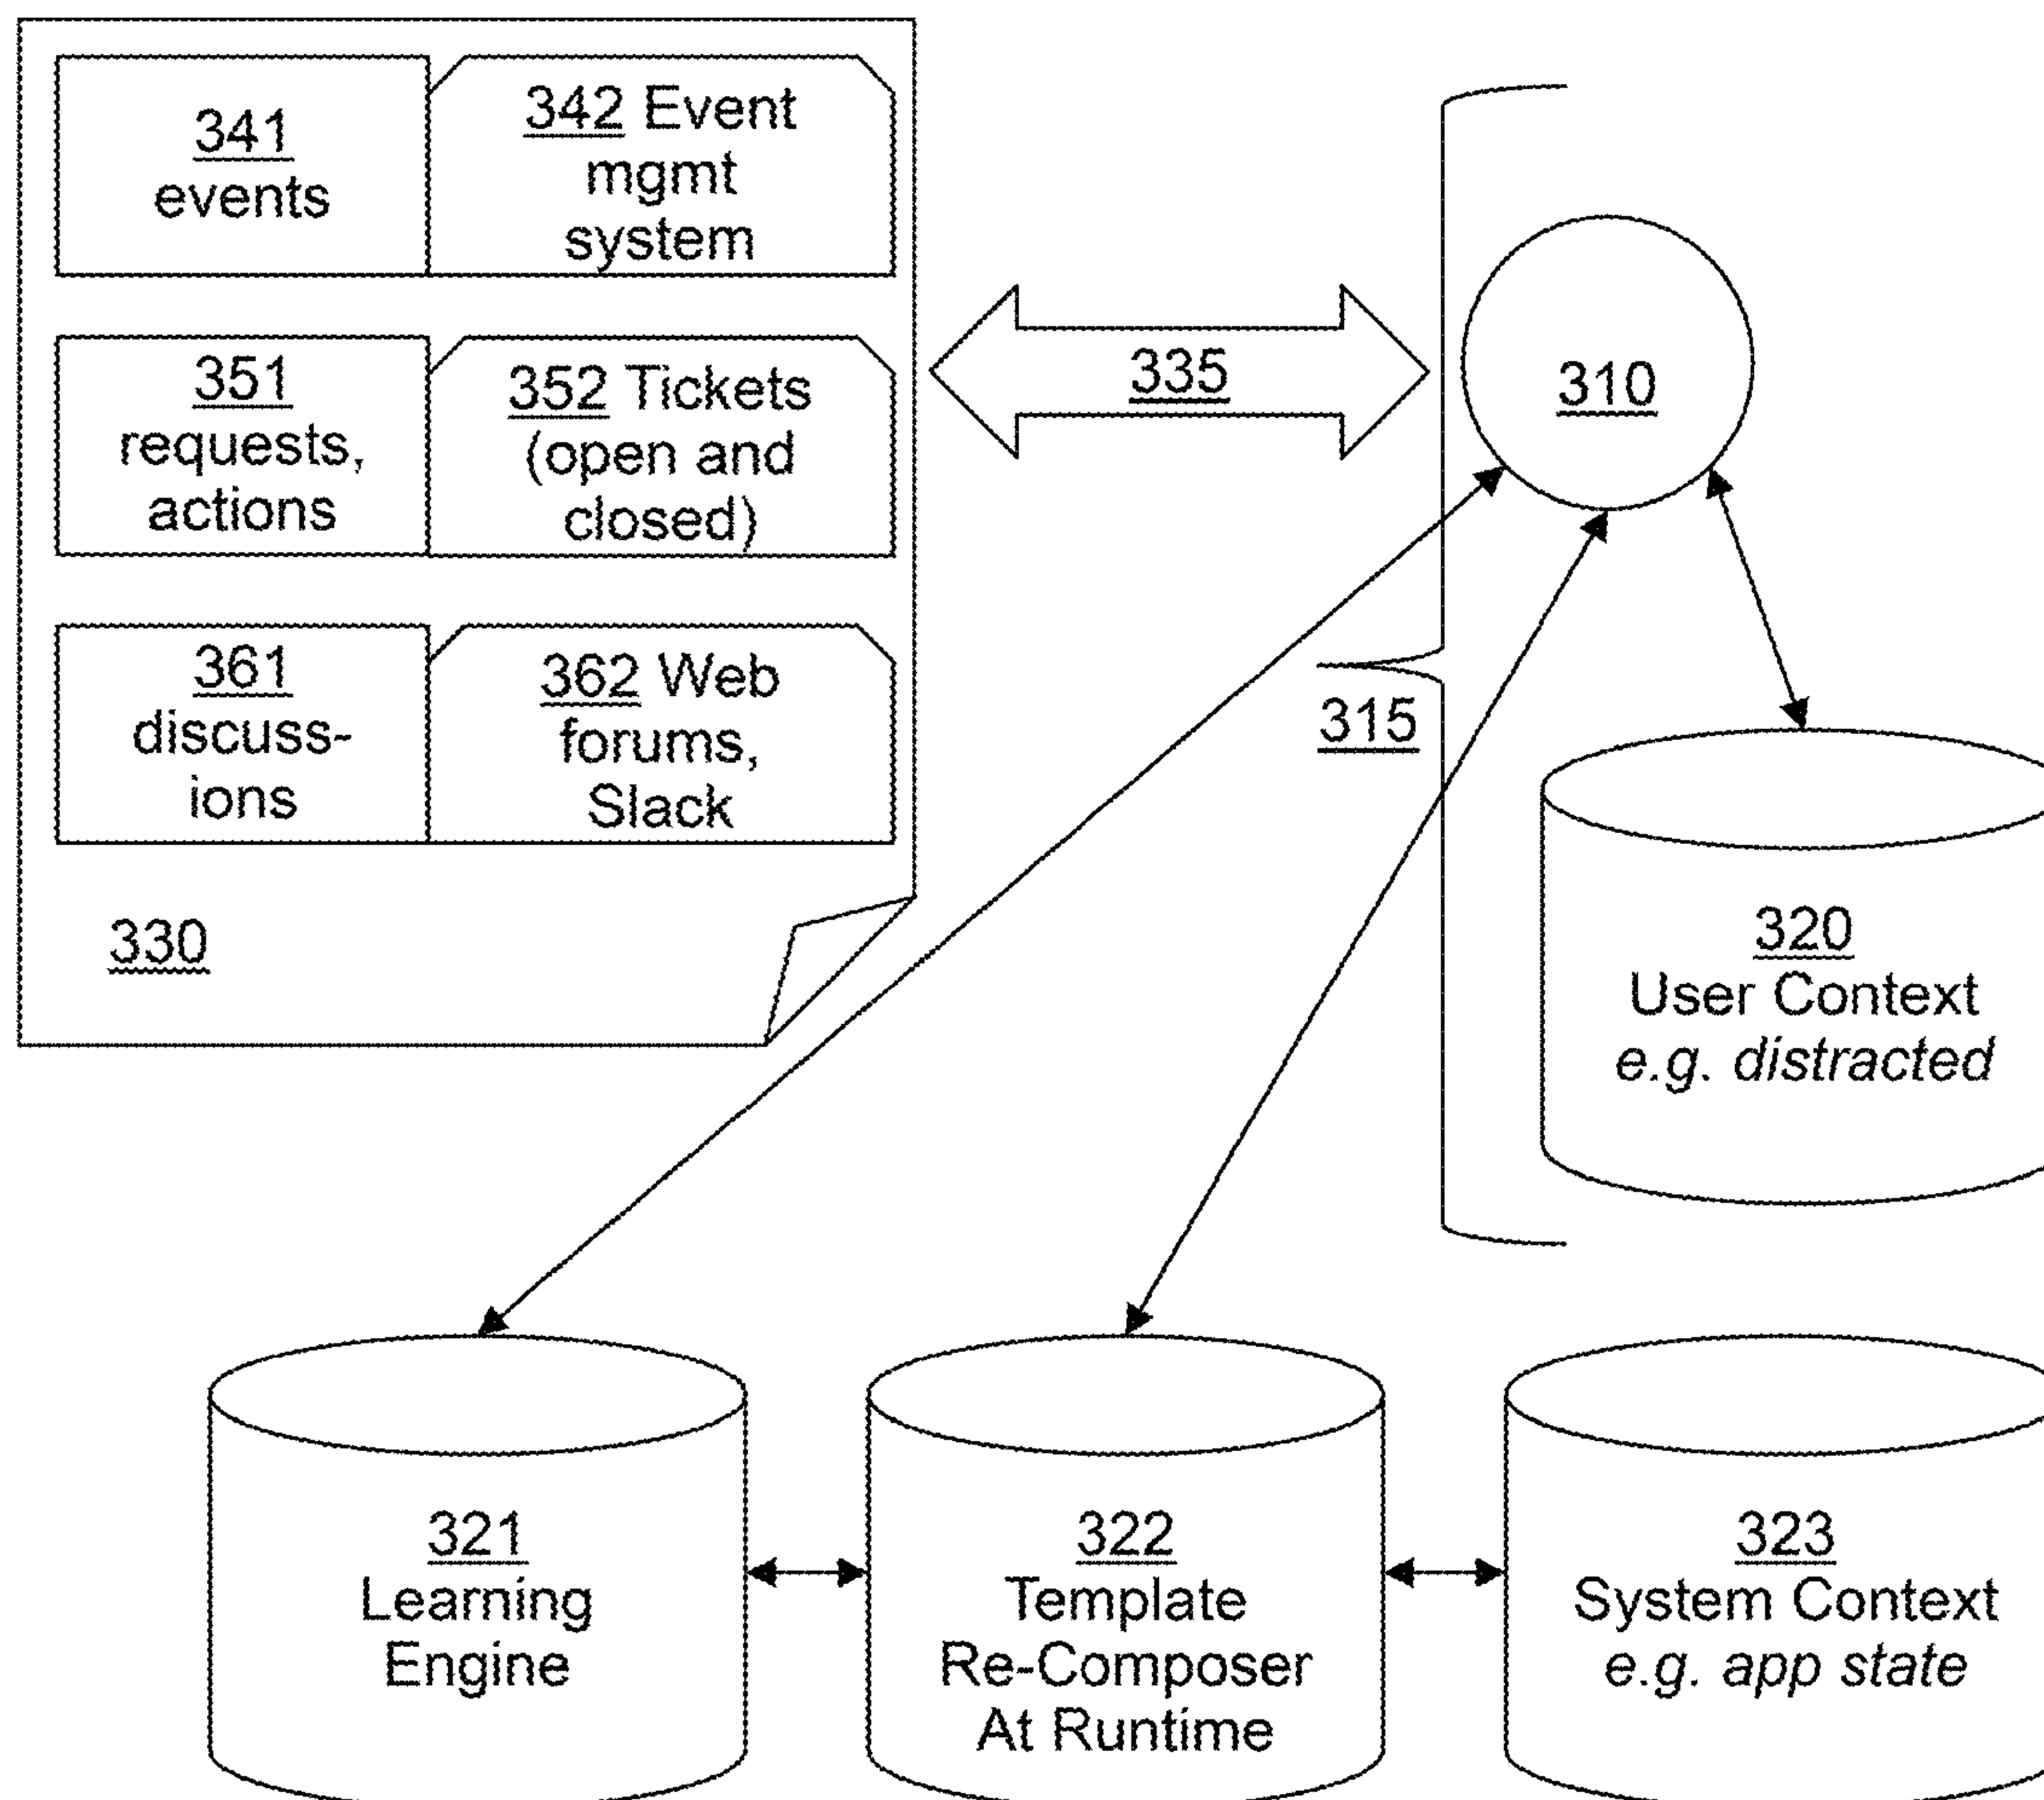 341
events
342 Event
mgmt
system
351
requests,
actions
352 Tickets
(open and
closed)
361
discuss-
ions
362 Web
forums,
Slack
330
335
310
315
320
User Context
e.g. distracted
321
Learning
Engine
322
Template
Re-Composer
At Runtime
323
System Context
e.g. app state